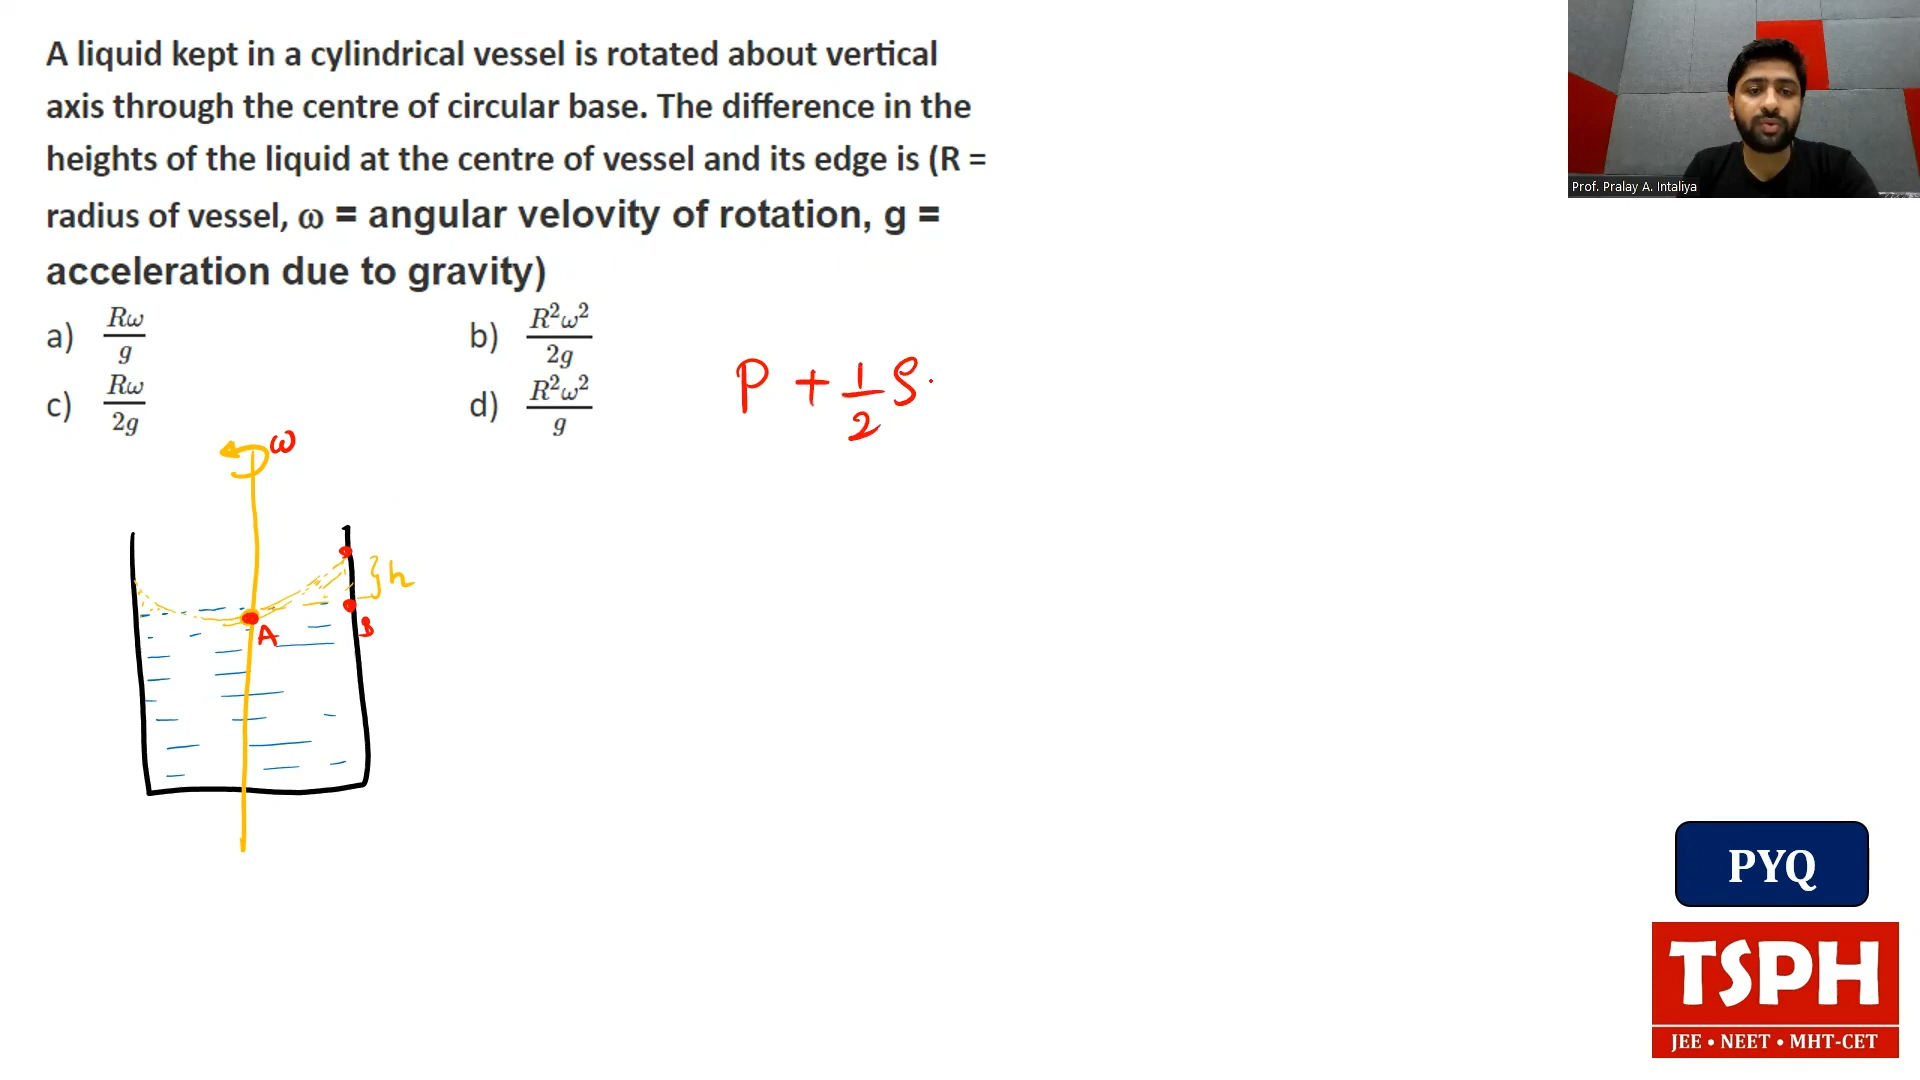 A liquid kept in a cylindrical vessel is rotated about vertical
axis through the centre of circular base. The difference in the
heights of the liquid at the centre of vessel and its edge is (R =
radius of vessel, ω = angular velovity of rotation, g =
acceleration due to gravity)
a) Rω/g b) R²ω²/2g
c) Rω/2g d) R²ω²/g
P + 1/2 ρ
ω
h
A
B
Prof. Pralay A. Intaliya
PYQ
TSPH
JEE • NEET • MHT-CET